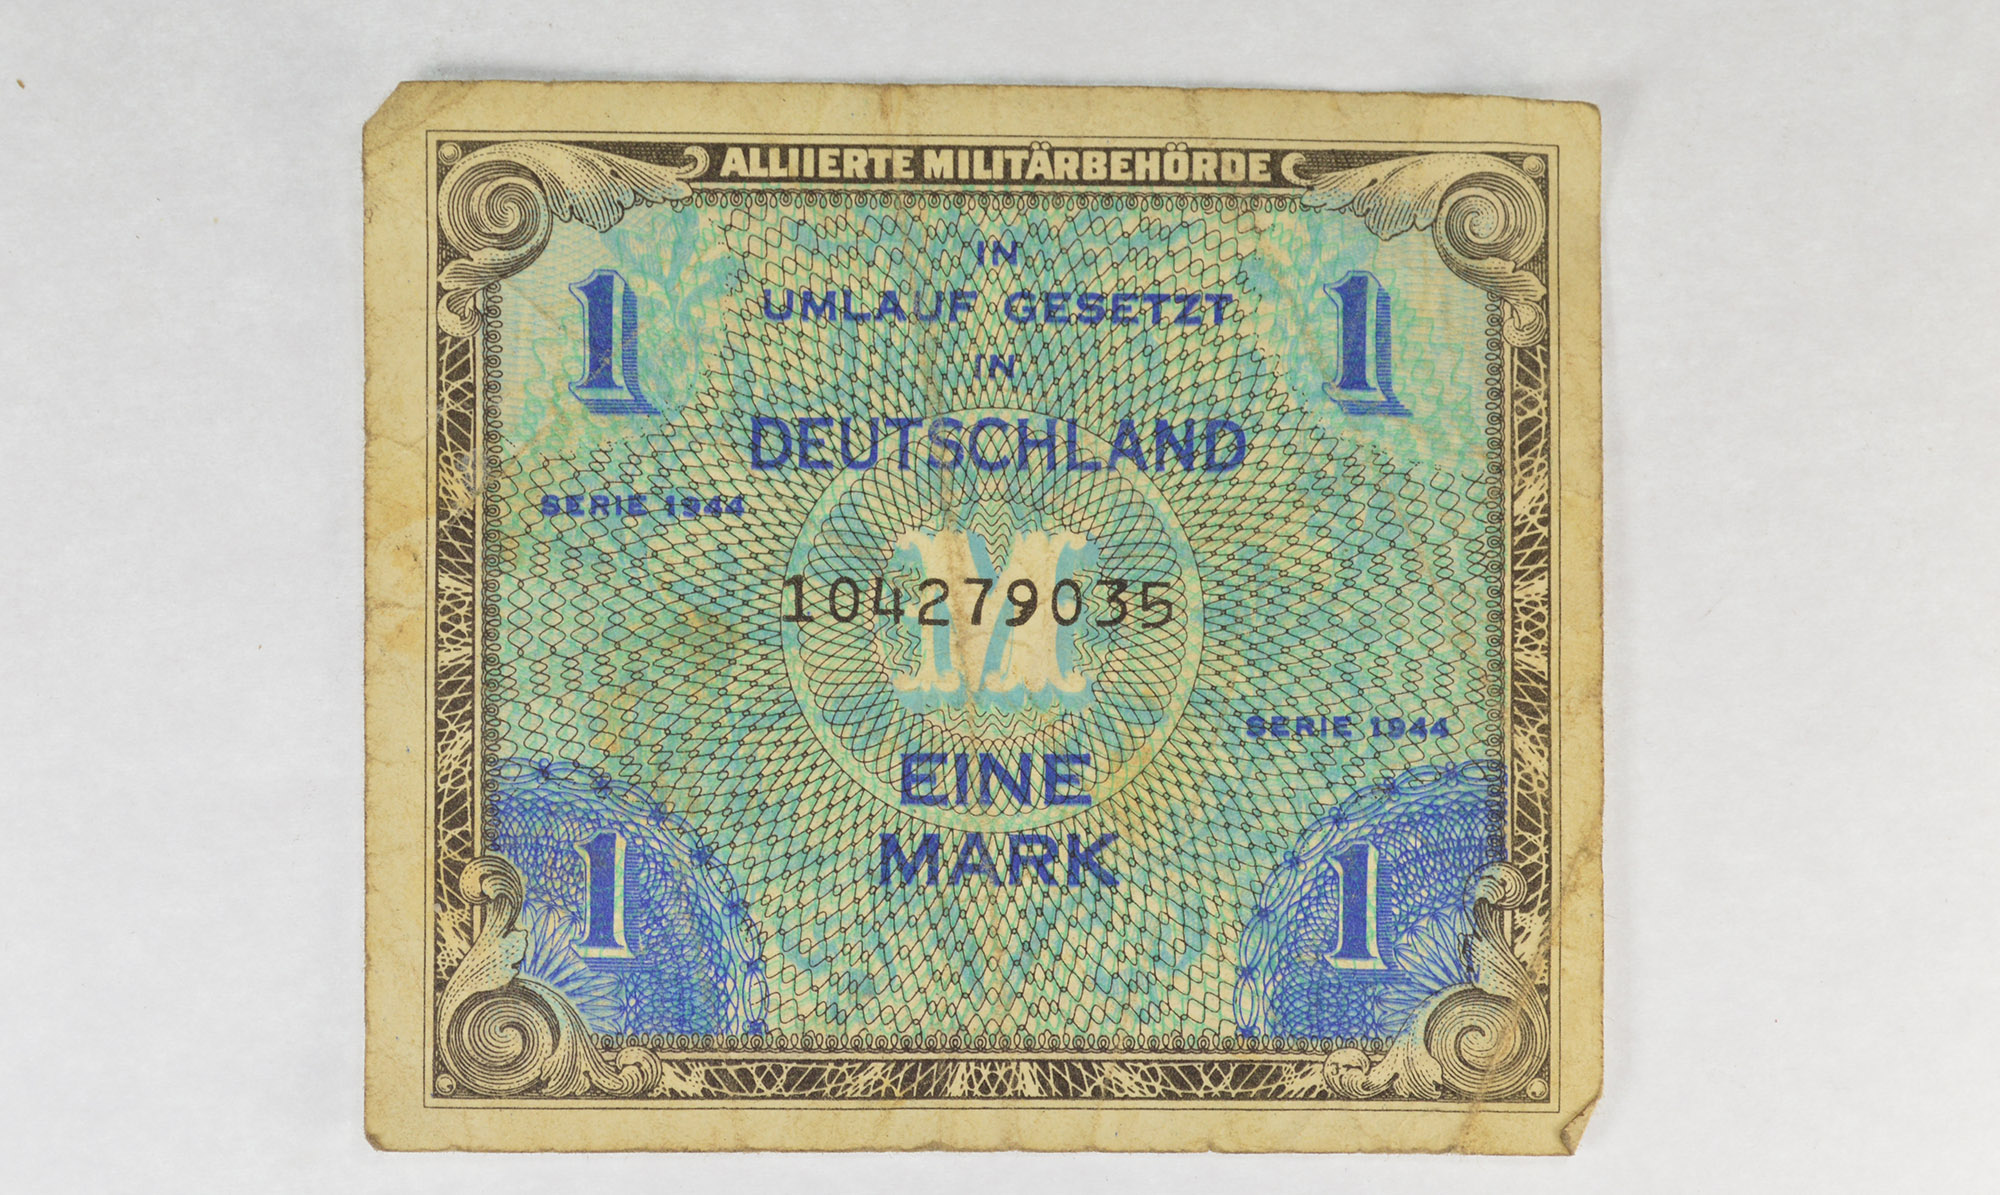 ALLIIERTE MILITÄRBEHÖRDE
IN
1 UMLAUF GESETZT 1
IN
DEUTSCHLAND
SERIE 1944
M
104279035
SERIE 1944
EINE
1 MARK 1